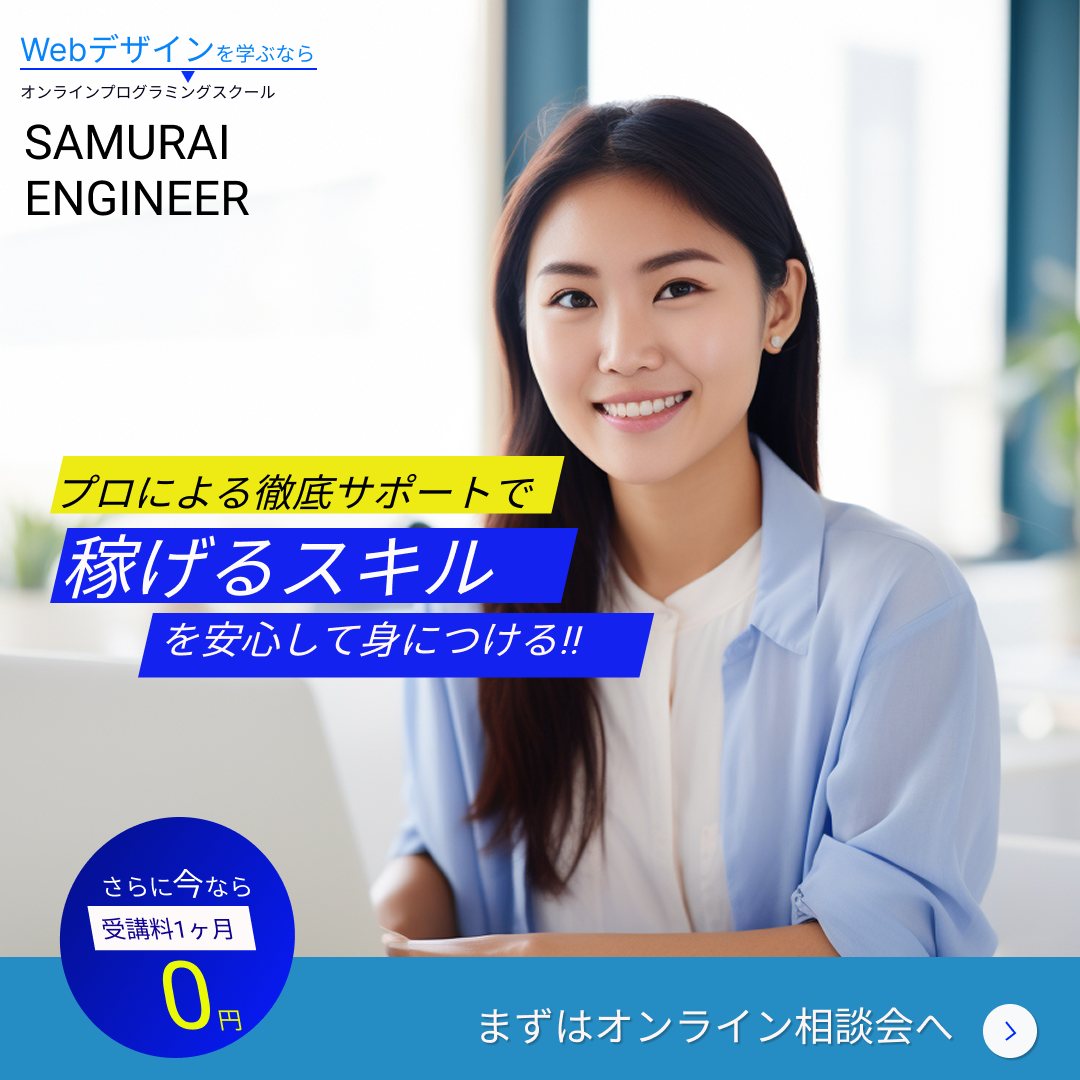 Webデザインを学ぶなら
オンラインプログラミングスクール
SAMURAI
ENGINEER
プロによる徹底サポートで
稼げるスキル
を安心して身につける!!
さらに今なら
受講料1ヶ月
0円
まずはオンライン相談会へ